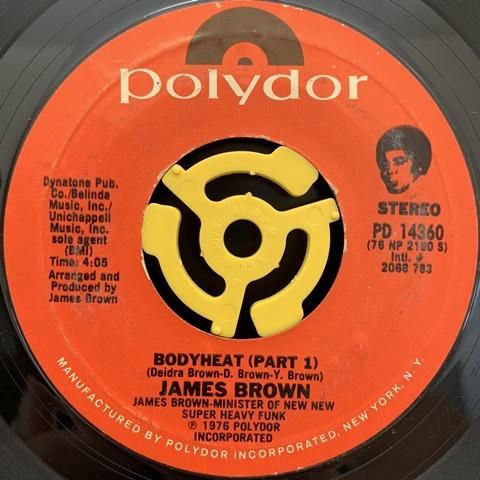 polydor
Dynatone Pub.
Co./Belinda
Music, Inc./
Unichappell
Music, Inc.
sole agent
(BMI)
Time: 4:05
Arranged and
Produced by
James Brown
STEREO
PD 14360
(76 NP 2190 S)
Intl. #
2066 763
BODYHEAT (PART 1)
(Deidra Brown-D. Brown-Y. Brown)
JAMES BROWN
JAMES BROWN-MINISTER OF NEW NEW
SUPER HEAVY FUNK
℗ 1976 POLYDOR
INCORPORATED
MANUFACTURED BY POLYDOR INCORPORATED, NEW YORK, N. Y.